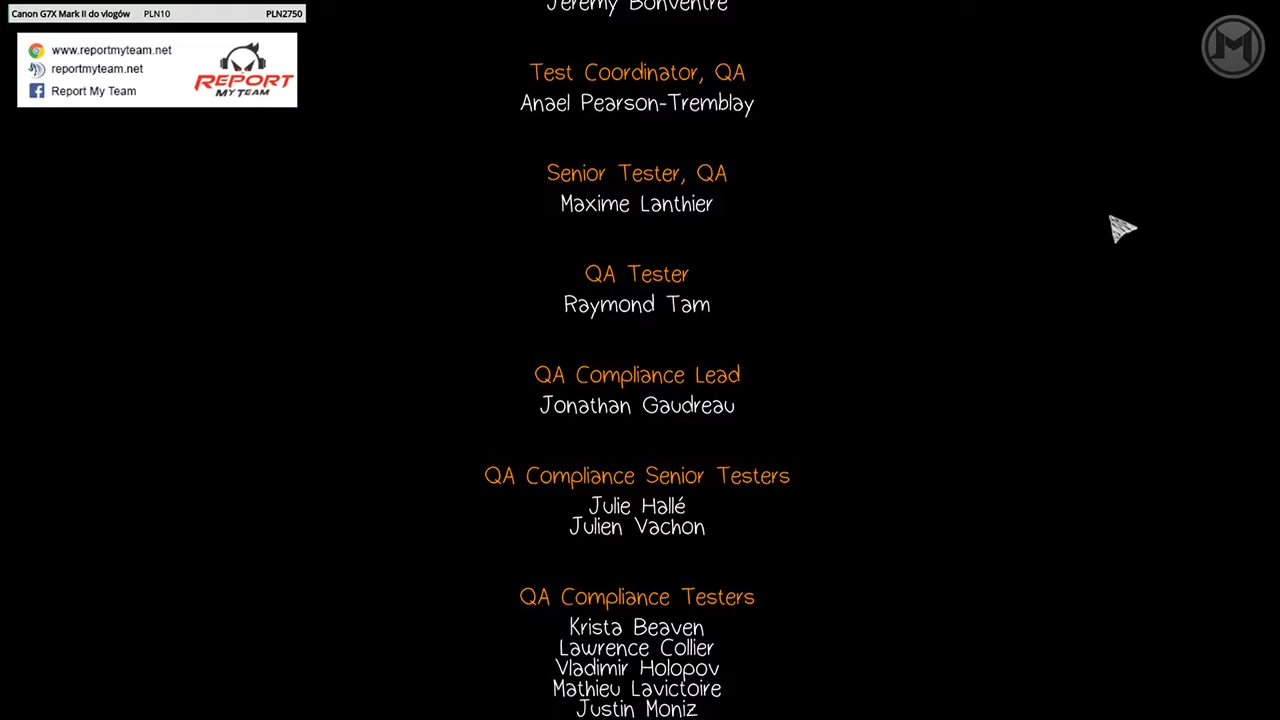 Canon G7X Mark II do vlogów PLN10 PLN2750
www.reportmyteam.net
reportmyteam.net
Report My Team
REPORT
MY TEAM
Jeremy Bonventre
Test Coordinator, QA
Anael Pearson-Tremblay
Senior Tester, QA
Maxime Lanthier
QA Tester
Raymond Tam
QA Compliance Lead
Jonathan Gaudreau
QA Compliance Senior Testers
Julie Hallé
Julien Vachon
QA Compliance Testers
Krista Beaven
Lawrence Collier
Vladimir Holopov
Mathieu Lavictoire
Justin Moniz